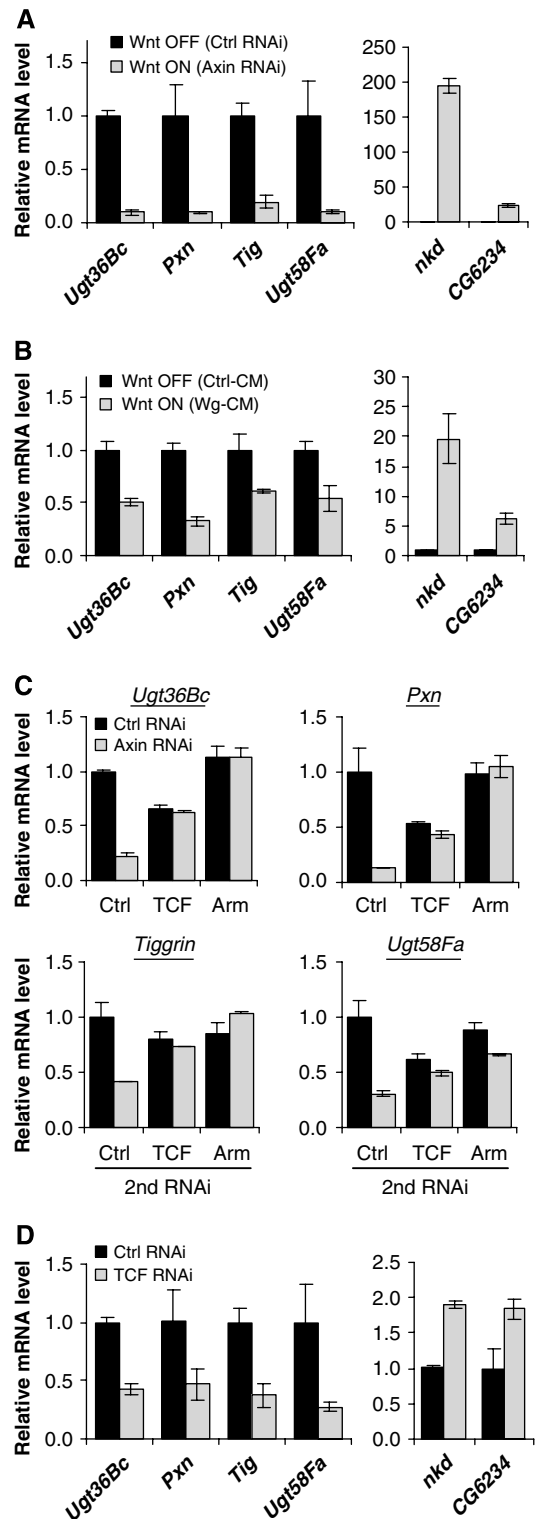 A
Relative mRNA level
1.5
1.0
0.5
0.0
Wnt OFF (Ctrl RNAi)
Wnt ON (Axin RNAi)
Ugt36Bc
Pxn
Tig
Ugt58Fa
250
200
150
100
50
0
nkd
CG6234
B
Relative mRNA level
1.5
1.0
0.5
0.0
Wnt OFF (Ctrl-CM)
Wnt ON (Wg-CM)
Ugt36Bc
Pxn
Tig
Ugt58Fa
30
25
20
15
10
5
0
nkd
CG6234
C
Relative mRNA level
Ugt36Bc
1.5
1.0
0.5
0.0
Ctrl RNAi
Axin RNAi
Ctrl TCF Arm
Pxn
1.5
1.0
0.5
0.0
Ctrl TCF Arm
Relative mRNA level
Tiggrin
1.5
1.0
0.5
0.0
Ctrl TCF Arm
2nd RNAi
Ugt58Fa
1.5
1.0
0.5
0.0
Ctrl TCF Arm
2nd RNAi
D
Relative mRNA level
1.5
1.0
0.5
0.0
Ctrl RNAi
TCF RNAi
Ugt36Bc
Pxn
Tig
Ugt58Fa
2.5
2.0
1.5
1.0
0.5
0.0
nkd
CG6234